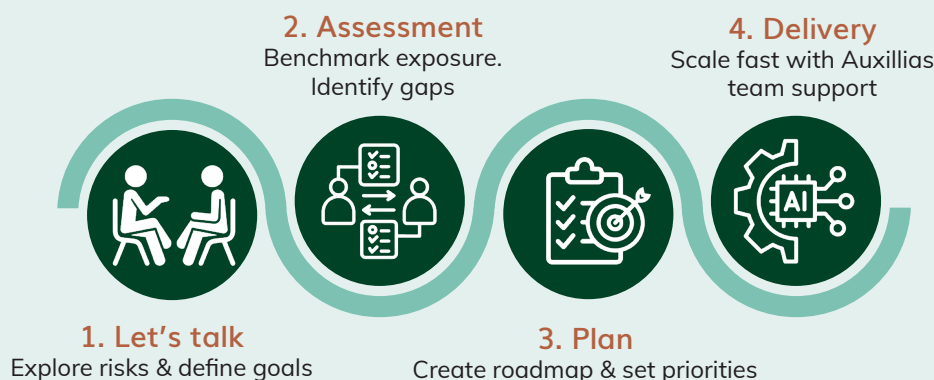 1. Let's talk
Explore risks & define goals
2. Assessment
Benchmark exposure.
Identify gaps
3. Plan
Create roadmap & set priorities
4. Delivery
Scale fast with Auxillias
team support
AI